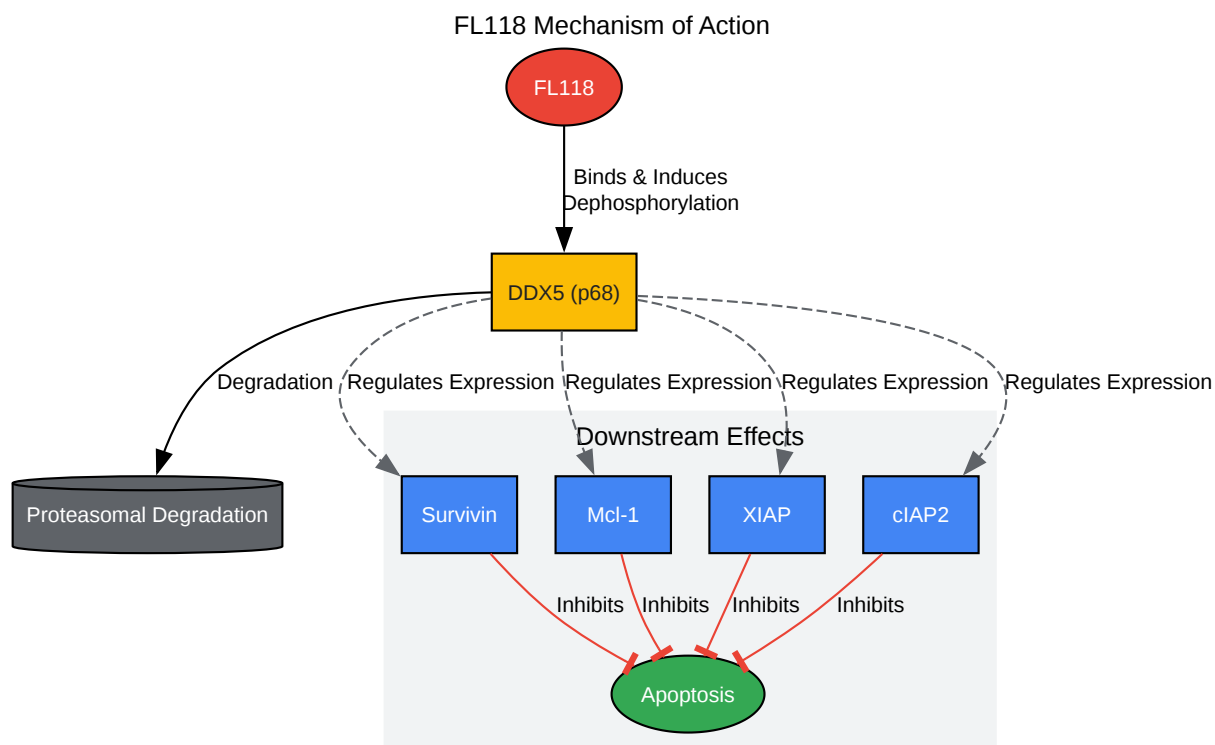 FL118 Mechanism of Action
FL118
Binds & Induces
Dephosphorylation
DDX5 (p68)
Degradation
Regulates Expression
Regulates Expression
Regulates Expression
Regulates Expression
Downstream Effects
Proteasomal Degradation
Survivin
Mcl-1
XIAP
cIAP2
Inhibits
Inhibits
Inhibits
Inhibits
Apoptosis